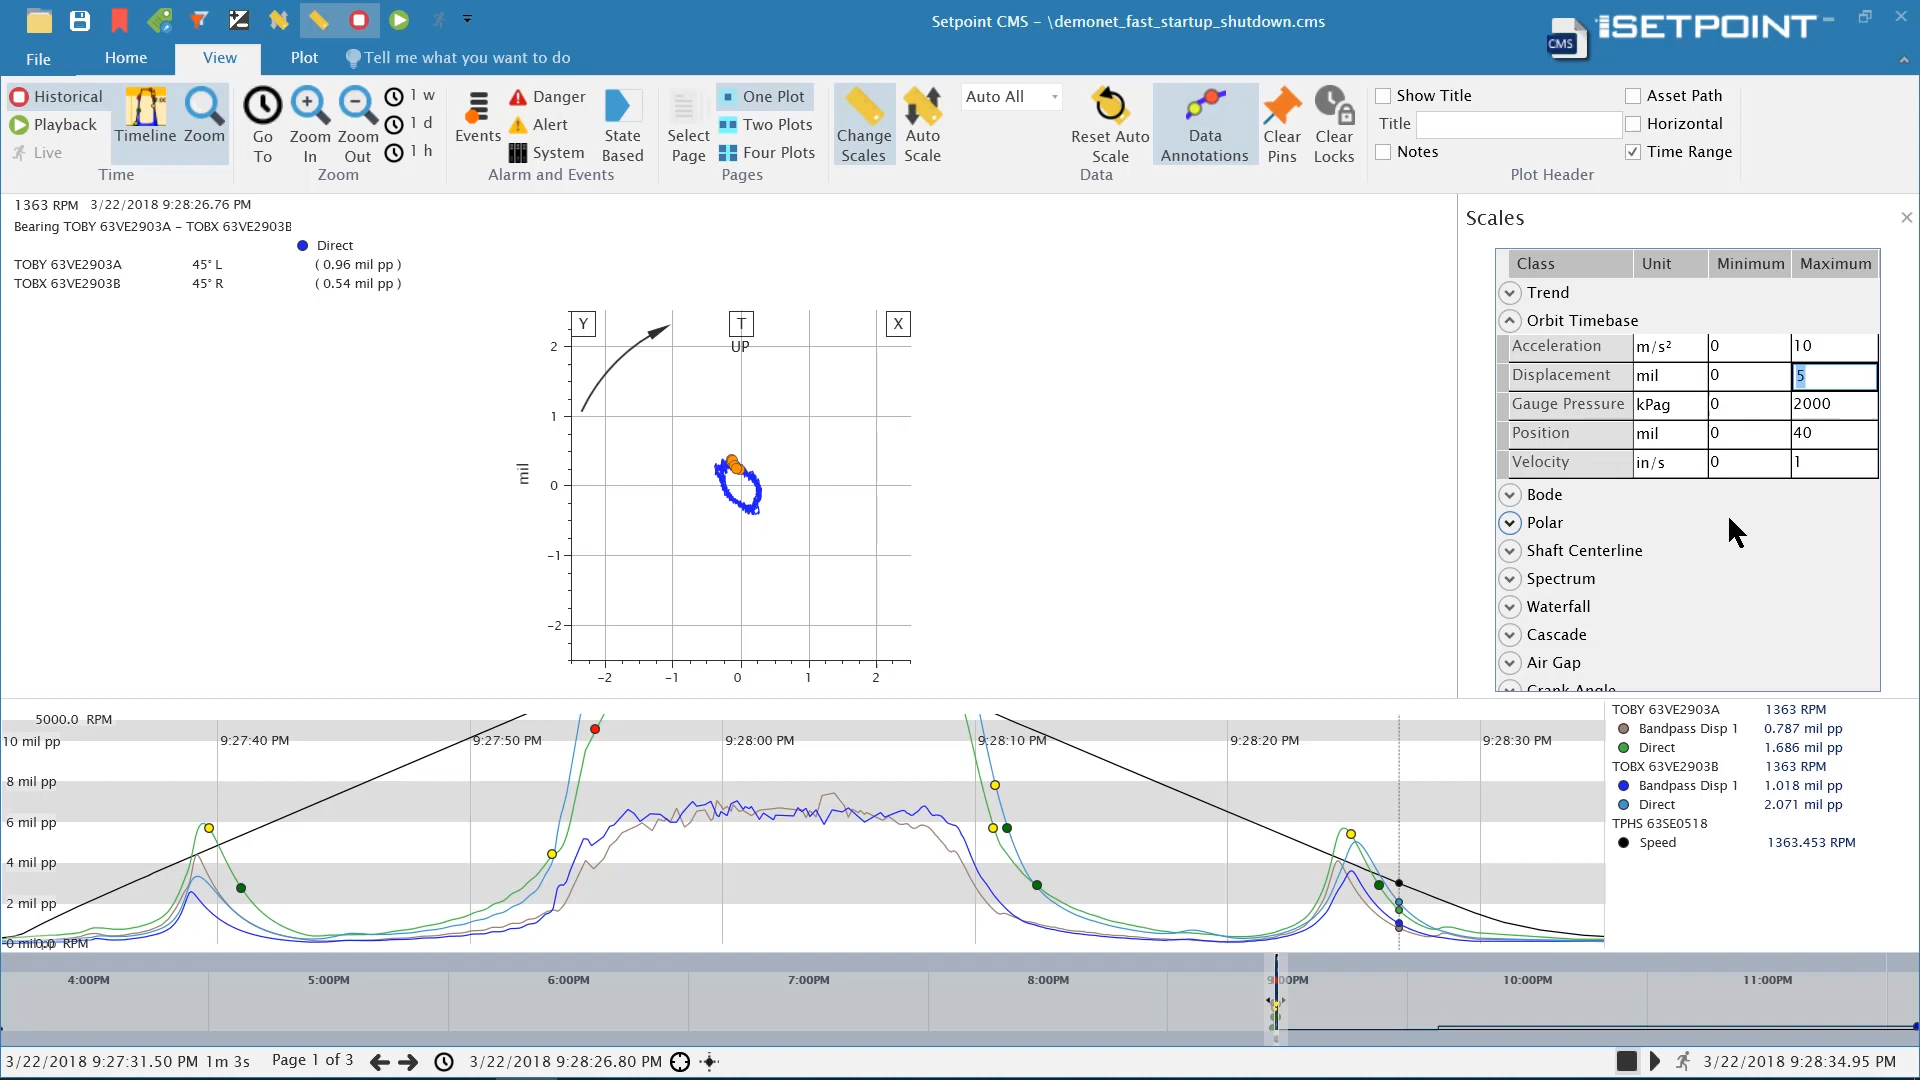 Setpoint CMS - \demonet_fast_startup_shutdown.cms
CMS
SETPOINT
File
Home
View
Plot
Tell me what you want to do
Historical
Playback
Live
Timeline
Zoom
Time
Go To
Zoom In
Zoom Out
1 w
1 d
1 h
Zoom
Events
Danger
Alert
System
State Based
Alarm and Events
Select Page
One Plot
Two Plots
Four Plots
Pages
Change Scales
Auto Scale
Auto All
Reset Auto Scale
Data Annotations
Clear Pins
Clear Locks
Data
Show Title
Title
Notes
Asset Path
Horizontal
Time Range
Plot Header
1363 RPM 3/22/2018 9:28:26.76 PM
Bearing TOBY 63VE2903A - TOBX 63VE2903B
Direct
TOBY 63VE2903A 45° L ( 0.96 mil pp )
TOBX 63VE2903B 45° R ( 0.54 mil pp )
Y T X
UP
2
1
0
-1
-2
mil
-2 -1 0 1 2
Scales
Class Unit Minimum Maximum
Trend
Orbit Timebase
Acceleration m/s² 0 10
Displacement mil 0 5
Gauge Pressure kPag 0 2000
Position mil 0 40
Velocity in/s 0 1
Bode
Polar
Shaft Centerline
Spectrum
Waterfall
Cascade
Air Gap
Crank Angle
5000.0 RPM
10 mil pp
8 mil pp
6 mil pp
4 mil pp
2 mil pp
9:27:40 PM 9:27:50 PM 9:28:00 PM 9:28:10 PM 9:28:20 PM 9:28:30 PM
TOBY 63VE2903A 1363 RPM
Bandpass Disp 1 0.787 mil pp
Direct 1.686 mil pp
TOBX 63VE2903B 1363 RPM
Bandpass Disp 1 1.018 mil pp
Direct 2.071 mil pp
TPHS 63SE0518
Speed 1363.453 RPM
4:00PM 5:00PM 6:00PM 7:00PM 8:00PM 9:00PM 10:00PM 11:00PM
3/22/2018 9:27:31.50 PM 1m 3s Page 1 of 3 3/22/2018 9:28:26.80 PM 3/22/2018 9:28:34.95 PM